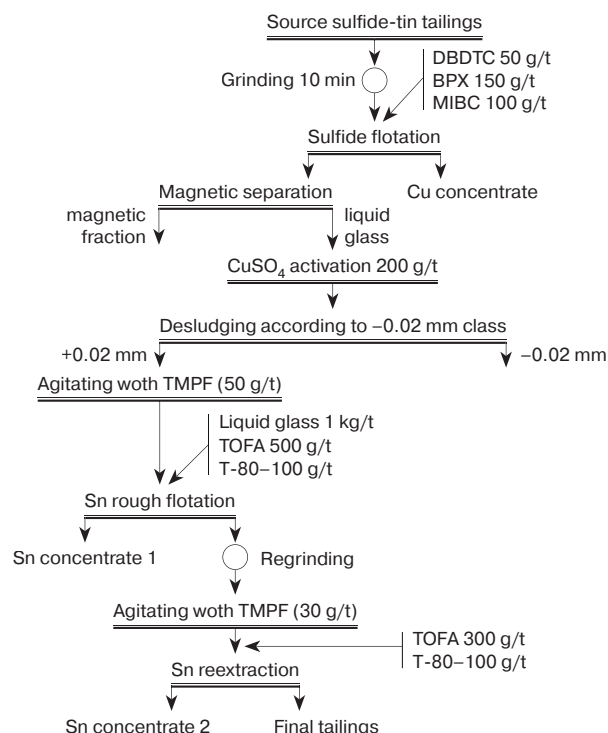 Source sulfide-tin tailings
Grinding 10 min
DBDTC 50 g/t
BPX 150 g/t
MIBC 100 g/t
Sulfide flotation
Magnetic separation
Cu concentrate
magnetic
fraction
liquid
glass
CuSO₄ activation 200 g/t
Desludging according to –0.02 mm class
+0.02 mm
–0.02 mm
Agitating woth TMPF (50 g/t)
Liquid glass 1 kg/t
TOFA 500 g/t
T-80–100 g/t
Sn rough flotation
Sn concentrate 1
Regrinding
Agitating woth TMPF (30 g/t)
TOFA 300 g/t
T-80–100 g/t
Sn reextraction
Sn concentrate 2
Final tailings